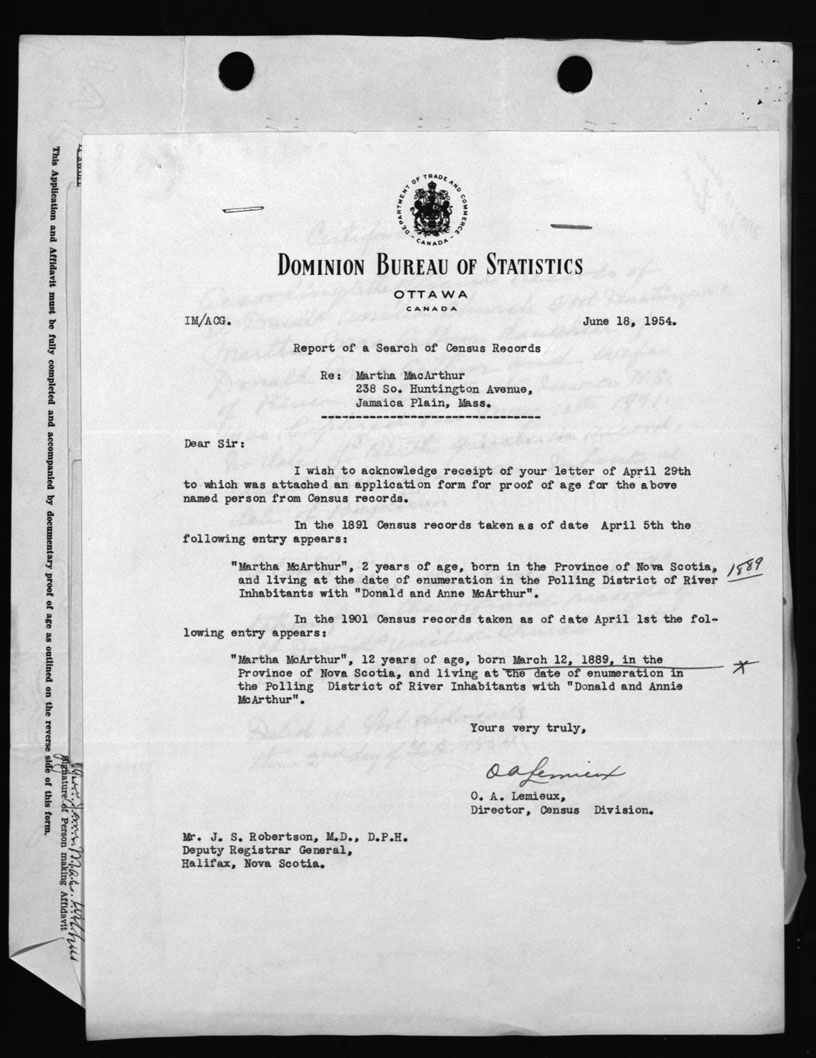 DEPARTMENT OF TRADE AND COMMERCE
- CANADA -
DOMINION BUREAU OF STATISTICS
OTTAWA
CANADA
IM/ACG. June 18, 1954.
Report of a Search of Census Records
Re: Martha MacArthur
238 So. Huntington Avenue,
Jamaica Plain, Mass.
Dear Sir:
I wish to acknowledge receipt of your letter of April 29th
to which was attached an application form for proof of age for the above
named person from Census records.
In the 1891 Census records taken as of date April 5th the
following entry appears:
"Martha McArthur", 2 years of age, born in the Province of Nova Scotia, 1889
and living at the date of enumeration in the Polling District of River
Inhabitants with "Donald and Anne McArthur".
In the 1901 Census records taken as of date April 1st the fol-
lowing entry appears:
"Martha McArthur", 12 years of age, born March 12, 1889, in the
Province of Nova Scotia, and living at the date of enumeration in *
the Polling District of River Inhabitants with "Donald and Annie
McArthur".
Yours very truly,
O A Lemieux
O. A. Lemieux,
Director, Census Division.
Mr. J. S. Robertson, M.D., D.P.H.
Deputy Registrar General,
Halifax, Nova Scotia.
This Application and Affidavit must be fully completed and accompanied by documentary proof of age as outlined on the reverse side of this form.
Signature of Person making Affidavit